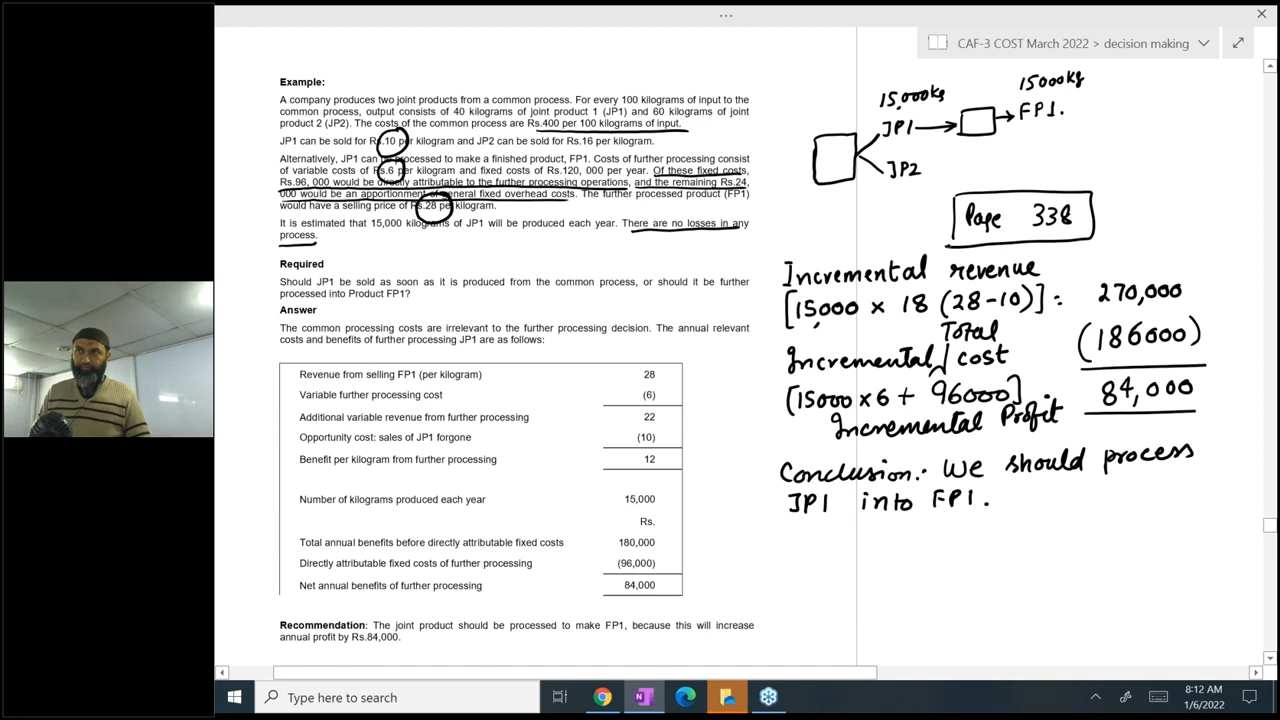 CAF-3 COST March 2022 > decision making
Example:
A company produces two joint products from a common process. For every 100 kilograms of input to the
common process, output consists of 40 kilograms of joint product 1 (JP1) and 60 kilograms of joint
product 2 (JP2). The costs of the common process are Rs.400 per 100 kilograms of input.
JP1 can be sold for Rs.10 per kilogram and JP2 can be sold for Rs.16 per kilogram.
Alternatively, JP1 can be processed to make a finished product, FP1. Costs of further processing consist
of variable costs of Rs.6 per kilogram and fixed costs of Rs.120, 000 per year. Of these fixed costs,
Rs.96, 000 would be directly attributable to the further processing operations, and the remaining Rs.24,
000 would be an apportionment of general fixed overhead costs. The further processed product (FP1)
would have a selling price of Rs.28 per kilogram.
It is estimated that 15,000 kilograms of JP1 will be produced each year. There are no losses in any
process.
Required
Should JP1 be sold as soon as it is produced from the common process, or should it be further
processed into Product FP1?
Answer
The common processing costs are irrelevant to the further processing decision. The annual relevant
costs and benefits of further processing JP1 are as follows:
Revenue from selling FP1 (per kilogram) 28
Variable further processing cost (6)
Additional variable revenue from further processing 22
Opportunity cost: sales of JP1 forgone (10)
Benefit per kilogram from further processing 12
Number of kilograms produced each year 15,000
Rs.
Total annual benefits before directly attributable fixed costs 180,000
Directly attributable fixed costs of further processing (96,000)
Net annual benefits of further processing 84,000
Recommendation: The joint product should be processed to make FP1, because this will increase
annual profit by Rs.84,000.
15,000kg 15000kg
JP1 FP1.
JP2
Page 338
Incremental revenue
[15,000 x 18 (28-10)] = 270,000
Total
Incremental cost (186000)
[15000 x 6 + 96000] 84,000
Incremental Profit
Conclusion: We should process
JP1 into FP1.
Type here to search
8:12 AM
1/6/2022